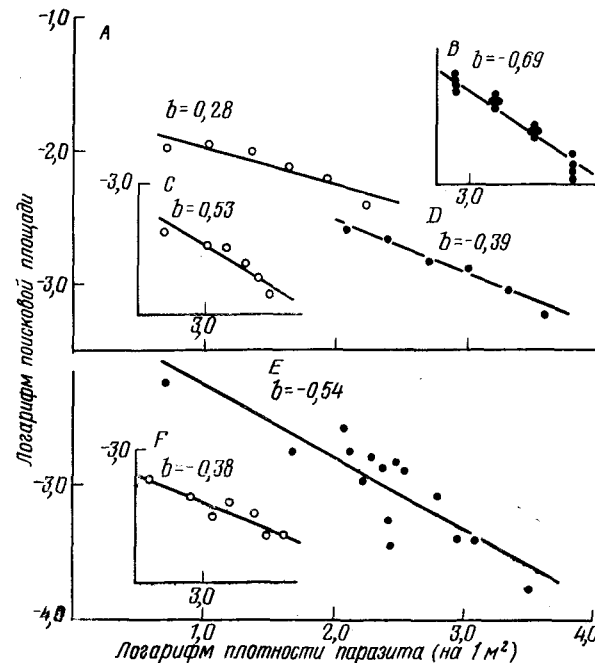 -1,0
A
B
b=-0,69
b=0,28
-2,0
3,0
-3,0
C
b=0,53
D
b=-0,39
3,0
-3,0
Логарифм поисковой площади
E
b=-0,54
-3,0
F
b=-0,38
-3,0
3,0
-4,0
1,0 2,0 3,0 4,0
Логарифм плотности паразита (на 1 м²)